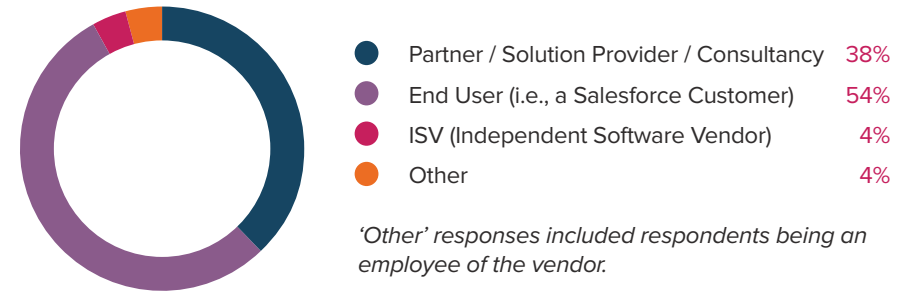 Partner / Solution Provider / Consultancy 38%
End User (i.e., a Salesforce Customer) 54%
ISV (Independent Software Vendor) 4%
Other 4%
‘Other’ responses included respondents being an
employee of the vendor.